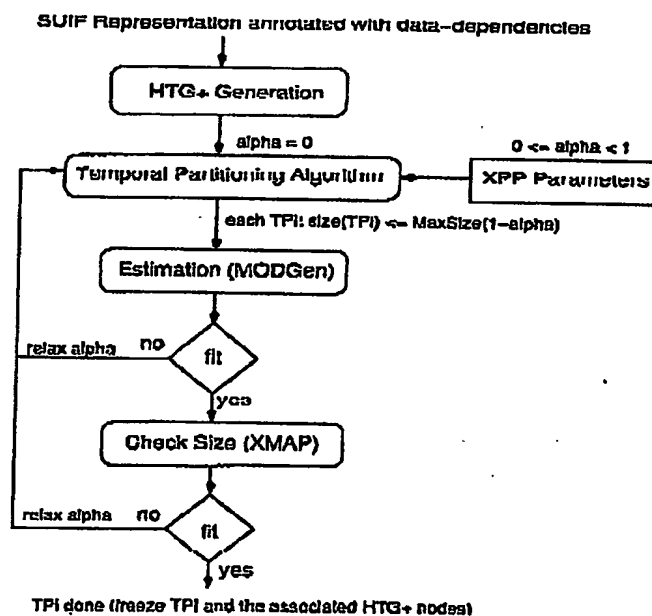 SUIF Representation annotated with data-dependencies
HTG+ Generation
alpha = 0
0 <= alpha < 1
Temporal Partitioning Algorithm
XPP Parameters
each TPi: size(TPi) <= MaxSize(1-alpha)
Estimation (MODGen)
relax alpha
no
fit
yes
Check Size (XMAP)
relax alpha
no
fit
yes
TPi done (freeze TPi and the associated HTG+ nodes)